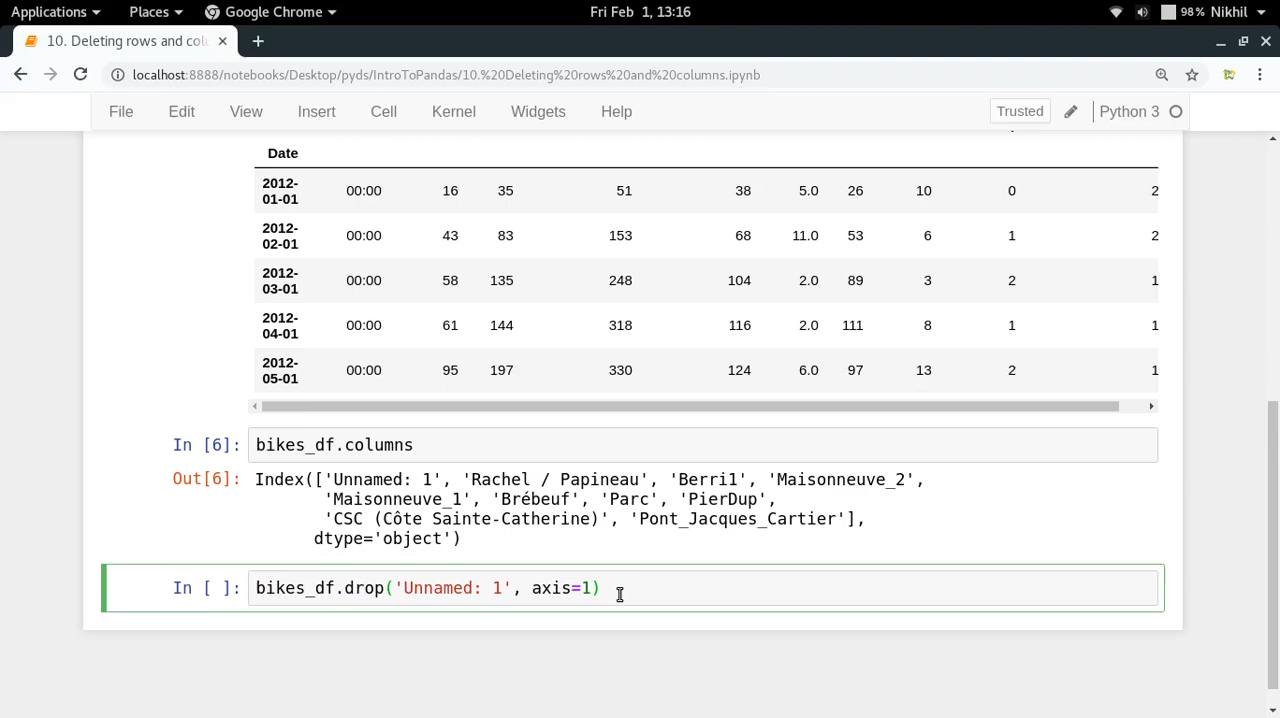 Applications Places Google Chrome Fri Feb 1, 13:16 98% Nikhil
10. Deleting rows and colu
localhost:8888/notebooks/Desktop/pyds/IntroToPandas/10.%20Deleting%20rows%20and%20columns.ipynb
File Edit View Insert Cell Kernel Widgets Help Trusted Python 3
Date
2012-01-01 00:00 16 35 51 38 5.0 26 10 0 2
2012-02-01 00:00 43 83 153 68 11.0 53 6 1 2
2012-03-01 00:00 58 135 248 104 2.0 89 3 2 1
2012-04-01 00:00 61 144 318 116 2.0 111 8 1 1
2012-05-01 00:00 95 197 330 124 6.0 97 13 2 1
In [6]: bikes_df.columns
Out[6]: Index(['Unnamed: 1', 'Rachel / Papineau', 'Berri1', 'Maisonneuve_2',
'Maisonneuve_1', 'Brébeuf', 'Parc', 'PierDup',
'CSC (Côte Sainte-Catherine)', 'Pont_Jacques_Cartier'],
dtype='object')
In [ ]: bikes_df.drop('Unnamed: 1', axis=1)